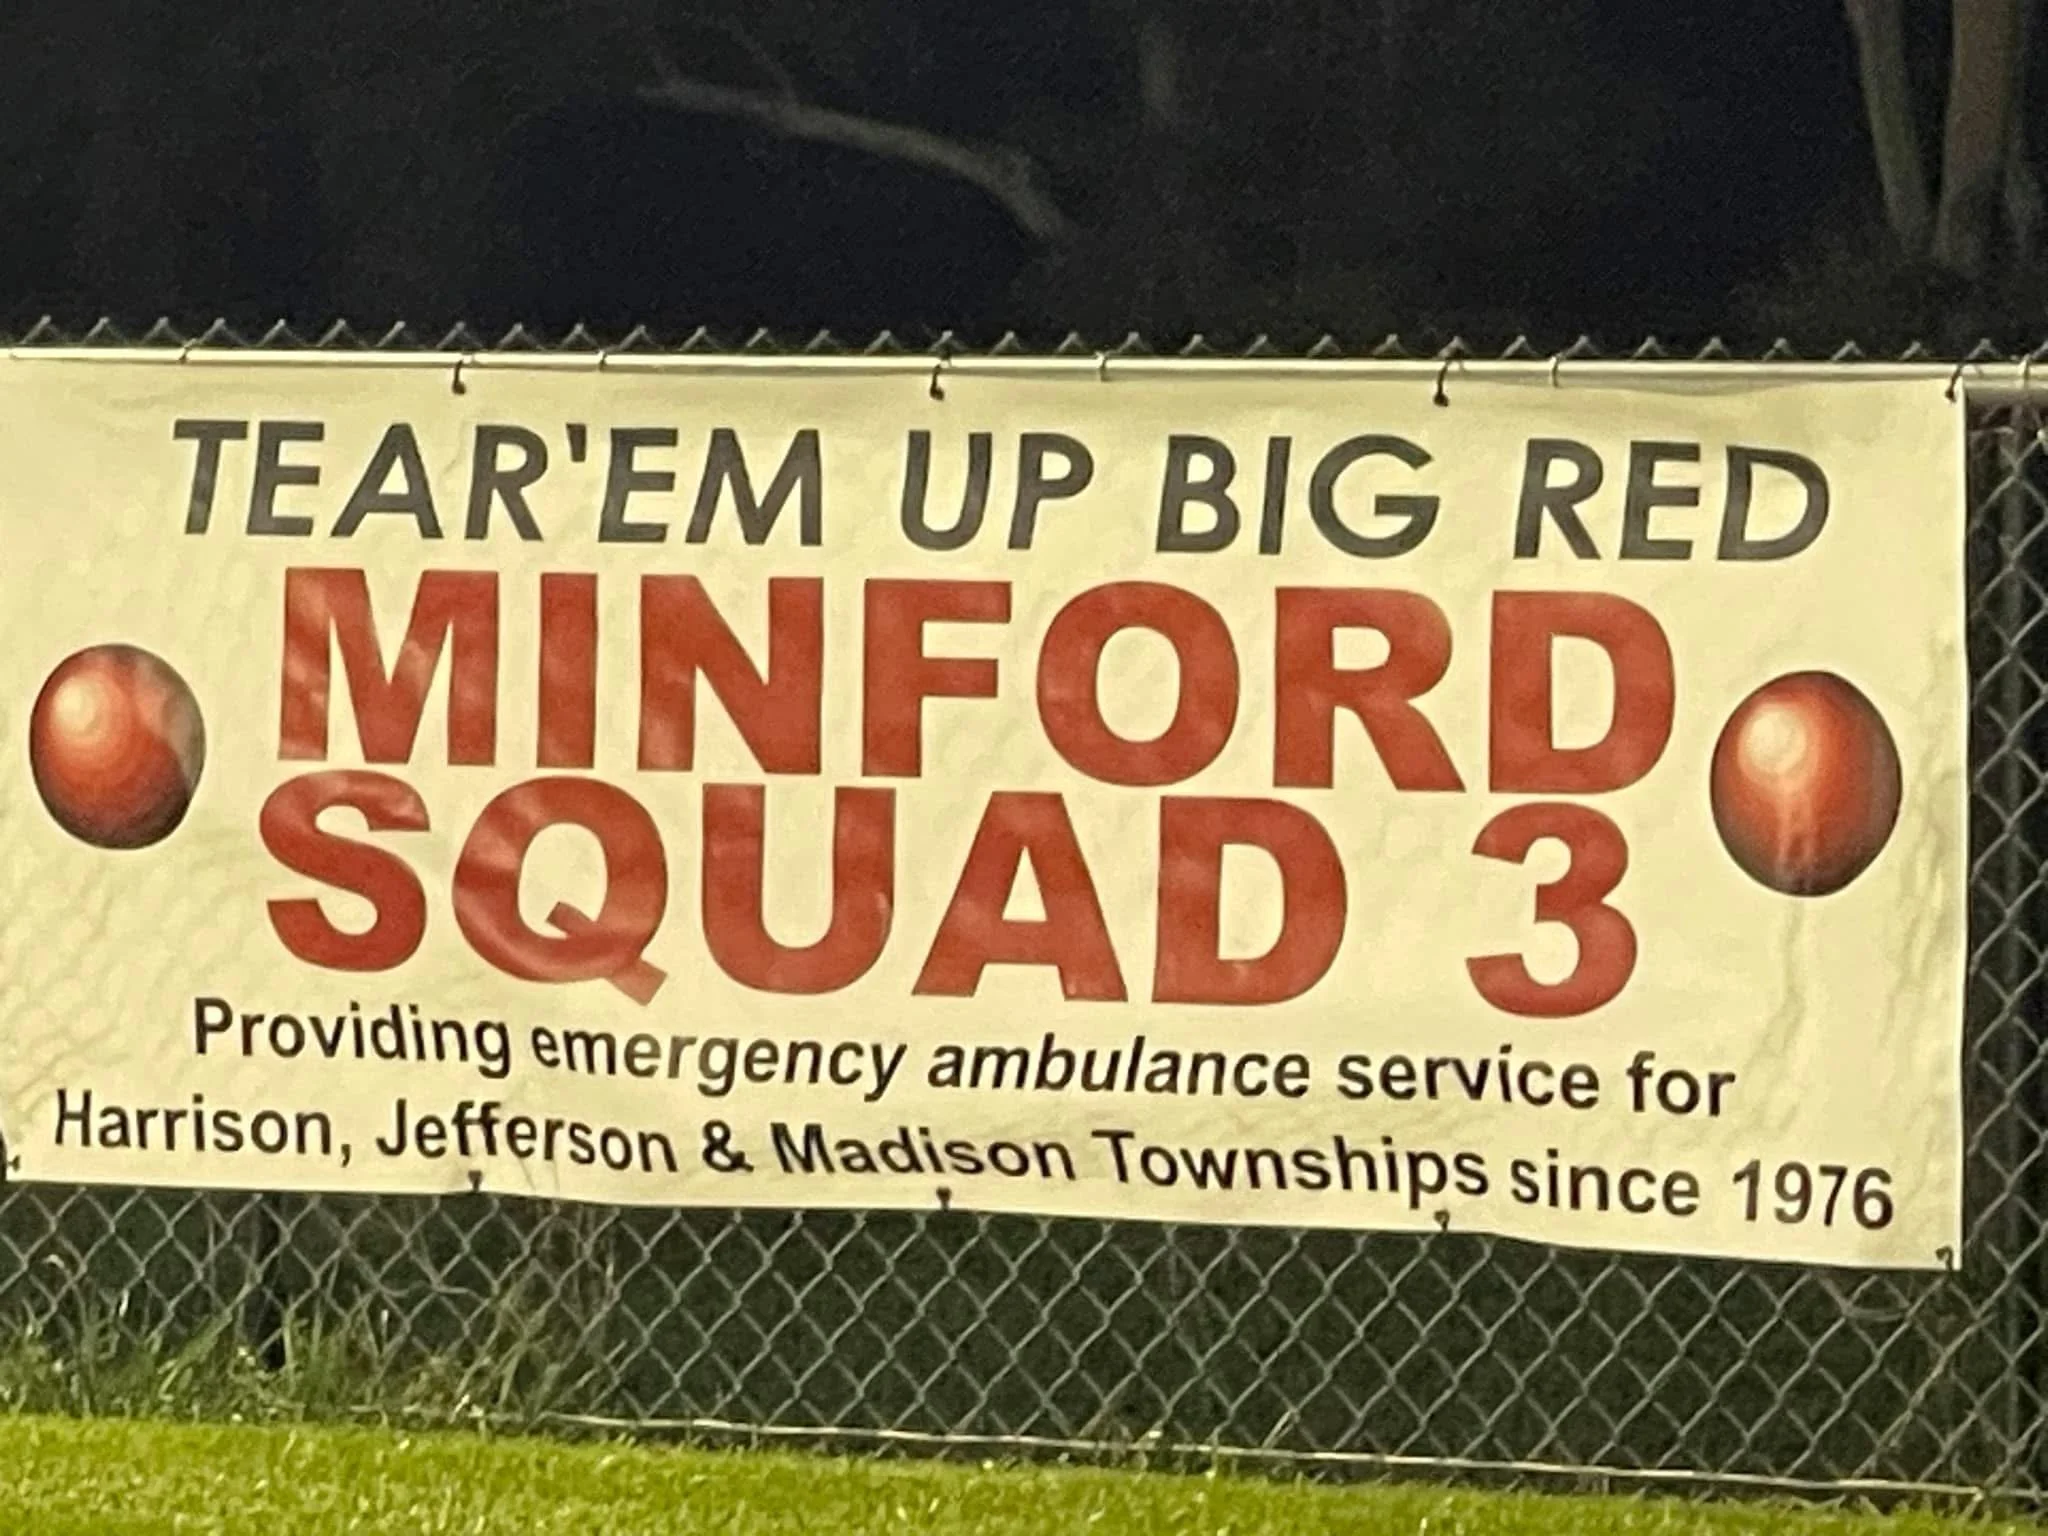 TEAR'EM UP BIG RED
MINFORD
SQUAD 3
Providing emergency ambulance service for
Harrison, Jefferson & Madison Townships since 1976